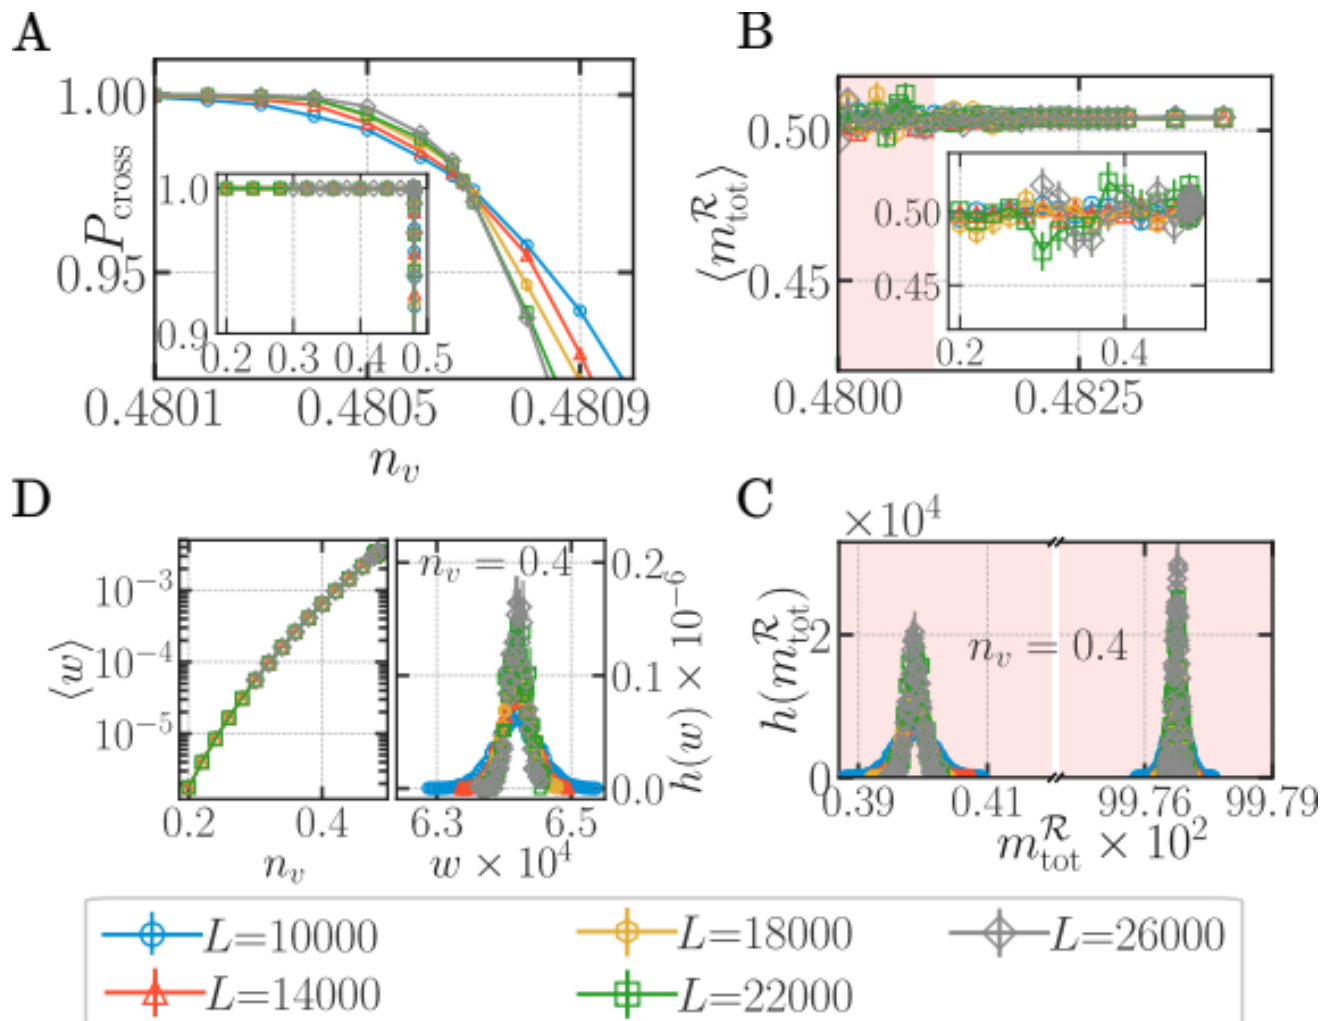 A
1.00
0.95
P_cross
1.0
0.9
0.2 0.3 0.4 0.5
0.4801 0.4805 0.4809
n_v
B
0.50
0.45
⟨m_tot^ℛ⟩
0.50
0.45
0.2 0.4
0.4800 0.4825
D
10^−3
10^−4
10^−5
⟨w⟩
0.2 0.4
n_v
n_v = 0.4
0.2
0.1
0.0
h(w) × 10^−6
6.3 6.5
w × 10^4
C
×10^4
2
0
h(m_tot^ℛ)
n_v = 0.4
0.39 0.41 99.76 99.79
m_tot^ℛ × 10^2
L=10000 L=18000 L=26000
L=14000 L=22000